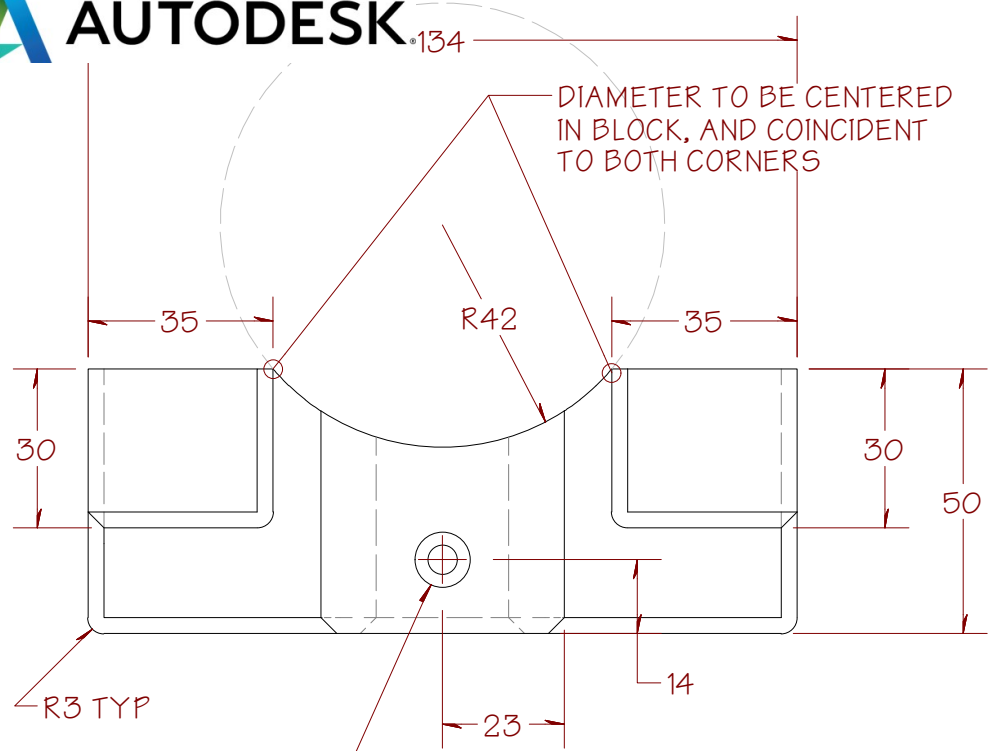 AUTODESK
134
DIAMETER TO BE CENTERED
IN BLOCK, AND COINCIDENT
TO BOTH CORNERS
35
R42
35
30
30
50
14
R3 TYP
23